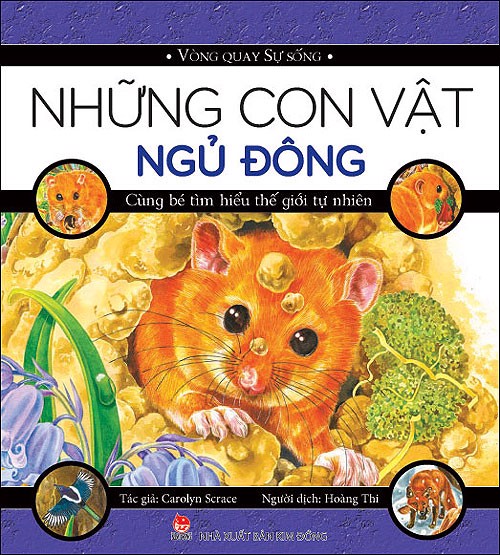 • VÒNG QUAY SỰ SỐNG •
NHỮNG CON VẬT
NGỦ ĐÔNG
Cùng bé tìm hiểu thế giới tự nhiên
Tác giả: Carolyn Scrace Người dịch: Hoàng Thi
NHÀ XUẤT BẢN KIM ĐỒNG